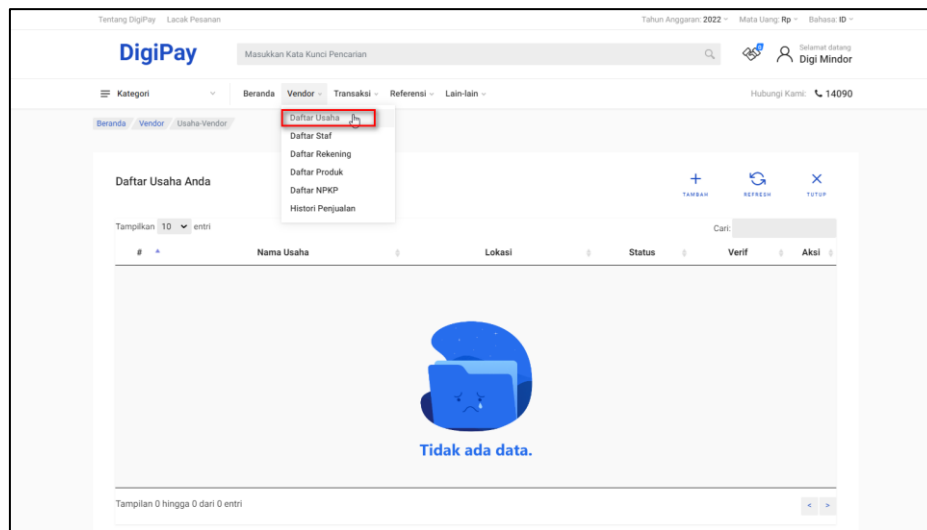 Tentang DigiPay Lacak Pesanan Tahun Anggaran: 2022 Mata Uang: Rp Bahasa: ID
DigiPay Masukkan Kata Kunci Pencarian 0 Selamat datang
Digi Mindor
Kategori Beranda Vendor Transaksi Referensi Lain-lain Hubungi Kami: 14090
Beranda Vendor Usaha-Vendor
Daftar Usaha
Daftar Staf
Daftar Rekening
Daftar Produk
Daftar NPKP
Histori Penjualan
Daftar Usaha Anda
TAMBAH REFRESH TUTUP
Tampilkan 10 entri Cari:
# Nama Usaha Lokasi Status Verif Aksi
Tidak ada data.
Tampilan 0 hingga 0 dari 0 entri < >